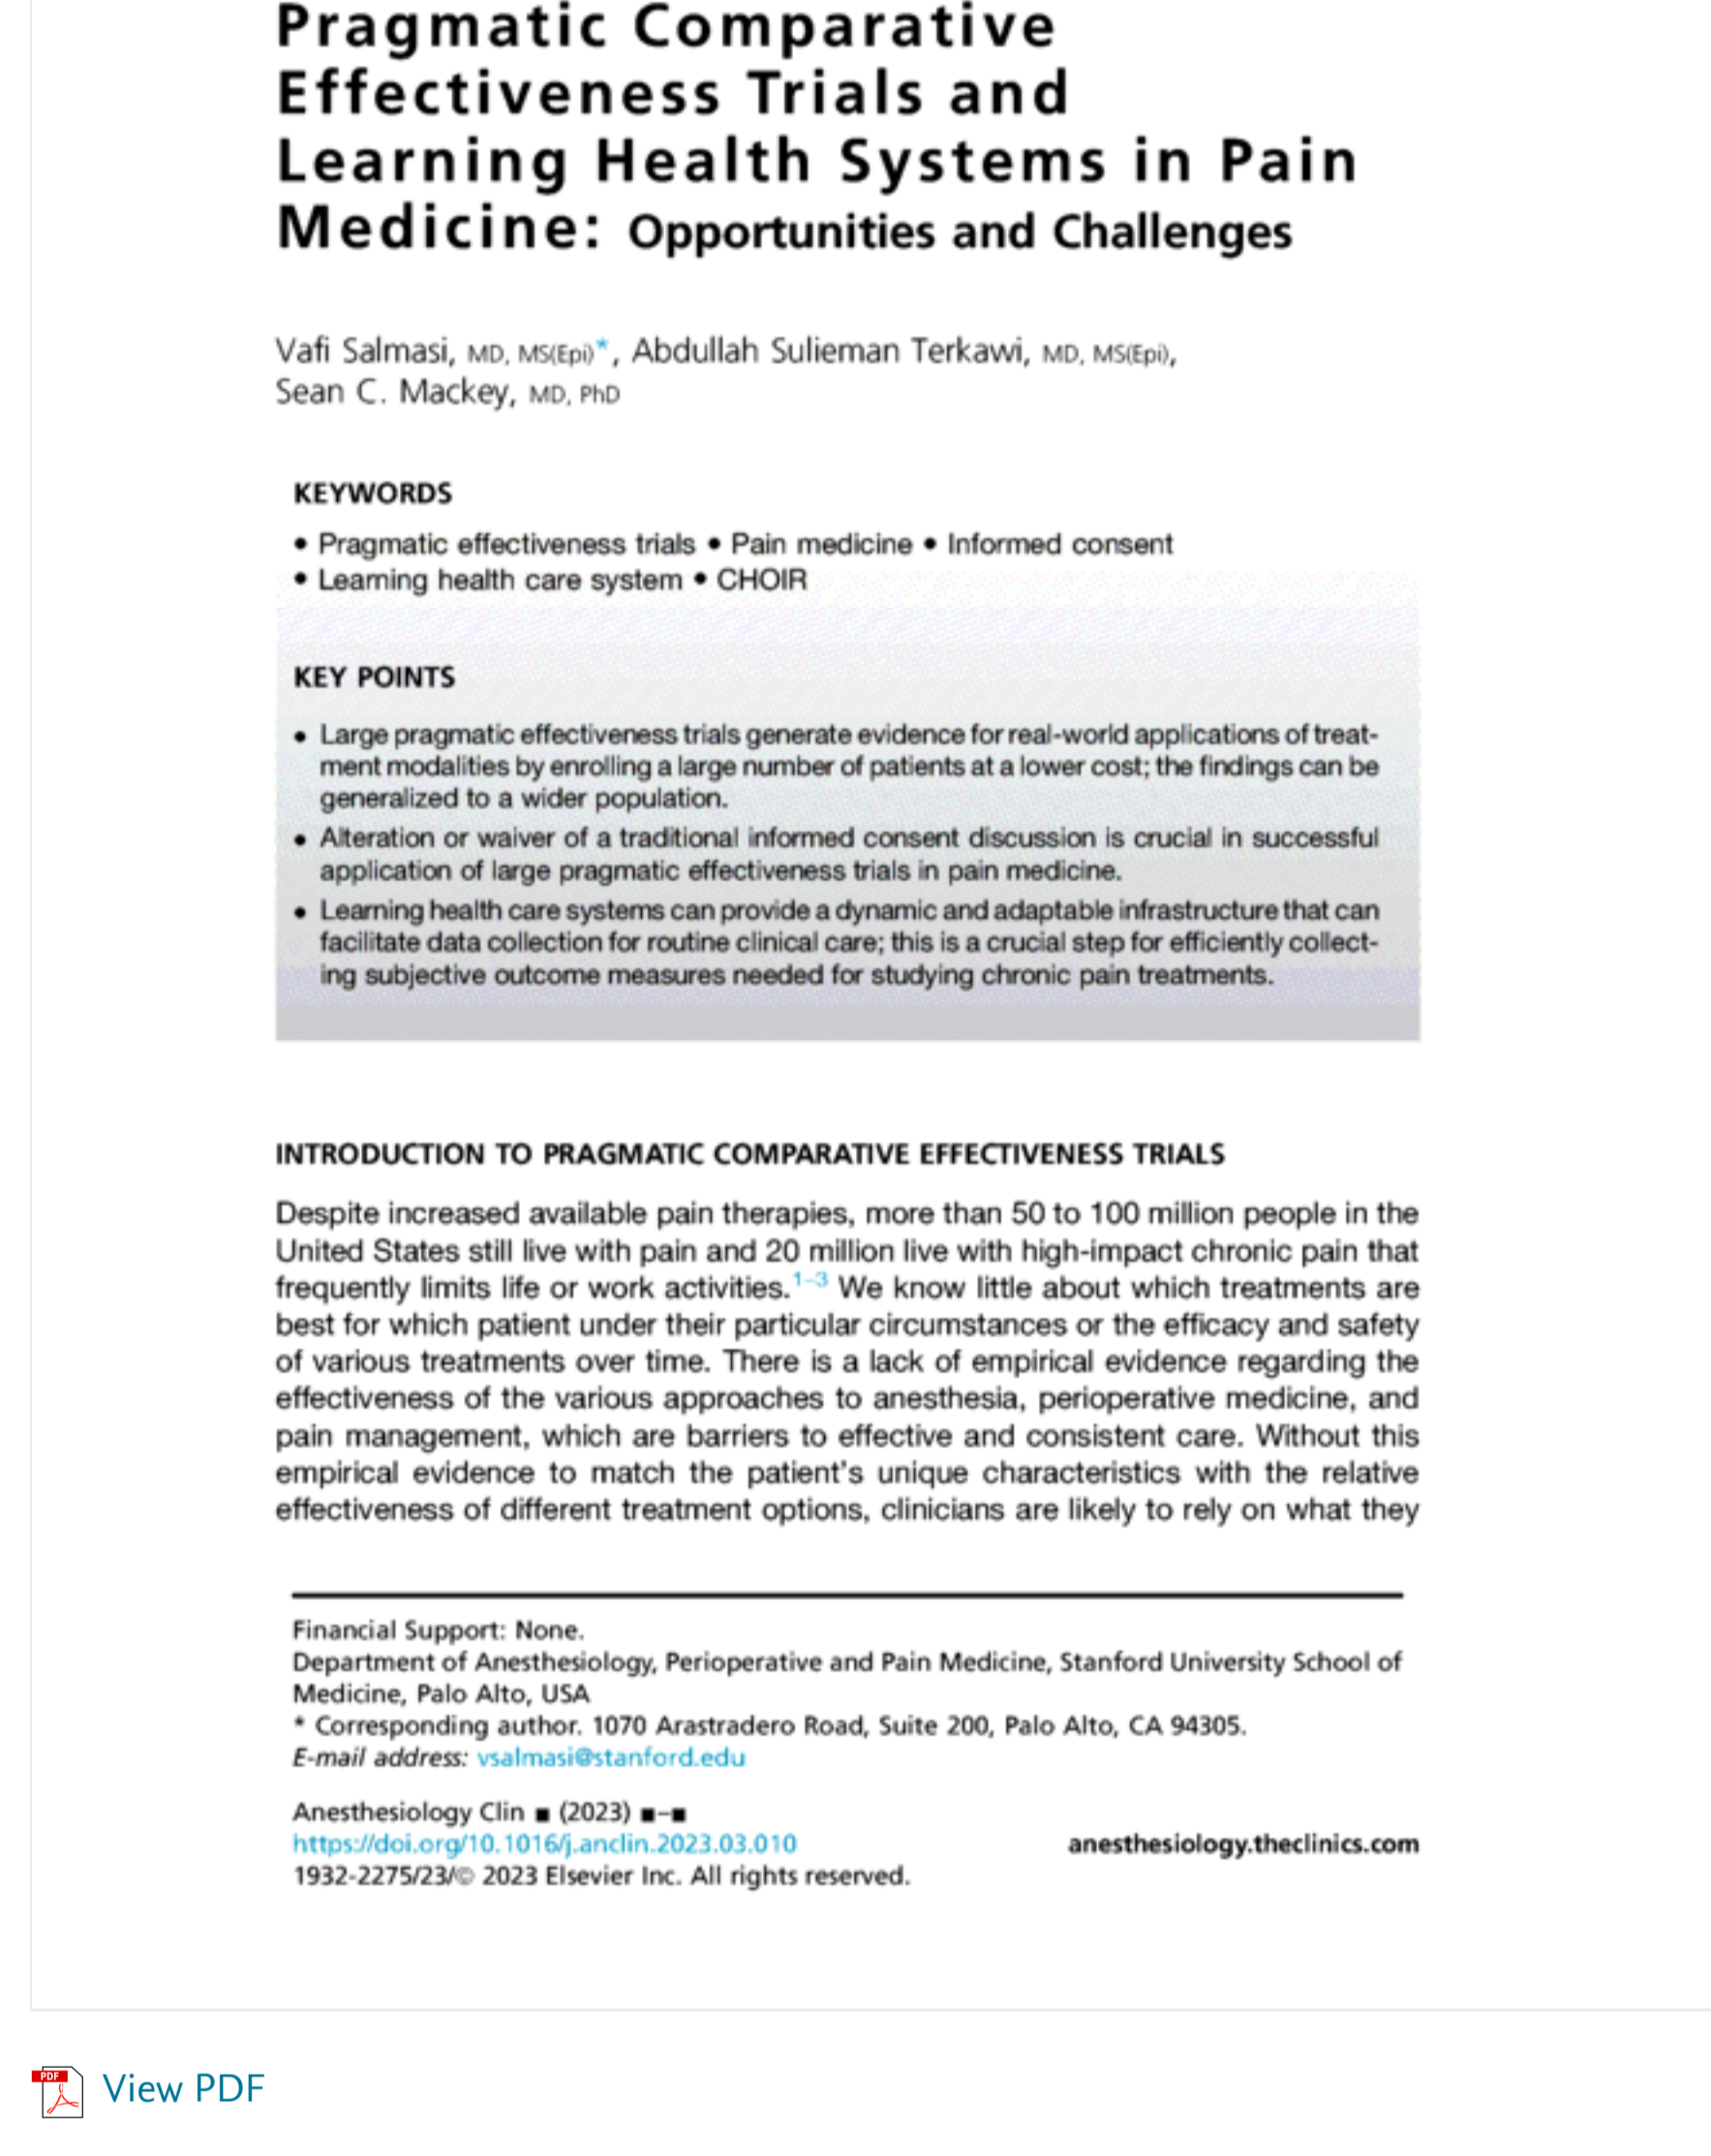 Pragmatic Comparative
Effectiveness Trials and
Learning Health Systems in Pain
Medicine: Opportunities and Challenges
Vafi Salmasi, MD, MS(Epi)*, Abdullah Sulieman Terkawi, MD, MS(Epi),
Sean C. Mackey, MD, PhD
KEYWORDS
• Pragmatic effectiveness trials • Pain medicine • Informed consent
• Learning health care system • CHOIR
KEY POINTS
• Large pragmatic effectiveness trials generate evidence for real-world applications of treat-
ment modalities by enrolling a large number of patients at a lower cost; the findings can be
generalized to a wider population.
• Alteration or waiver of a traditional informed consent discussion is crucial in successful
application of large pragmatic effectiveness trials in pain medicine.
• Learning health care systems can provide a dynamic and adaptable infrastructure that can
facilitate data collection for routine clinical care; this is a crucial step for efficiently collect-
ing subjective outcome measures needed for studying chronic pain treatments.
INTRODUCTION TO PRAGMATIC COMPARATIVE EFFECTIVENESS TRIALS
Despite increased available pain therapies, more than 50 to 100 million people in the
United States still live with pain and 20 million live with high-impact chronic pain that
frequently limits life or work activities.1–3 We know little about which treatments are
best for which patient under their particular circumstances or the efficacy and safety
of various treatments over time. There is a lack of empirical evidence regarding the
effectiveness of the various approaches to anesthesia, perioperative medicine, and
pain management, which are barriers to effective and consistent care. Without this
empirical evidence to match the patient's unique characteristics with the relative
effectiveness of different treatment options, clinicians are likely to rely on what they
Financial Support: None.
Department of Anesthesiology, Perioperative and Pain Medicine, Stanford University School of
Medicine, Palo Alto, USA
* Corresponding author. 1070 Arastradero Road, Suite 200, Palo Alto, CA 94305.
E-mail address: vsalmasi@stanford.edu
Anesthesiology Clin ■ (2023) ■–■
https://doi.org/10.1016/j.anclin.2023.03.010 anesthesiology.theclinics.com
1932-2275/23/© 2023 Elsevier Inc. All rights reserved.
PDF View PDF